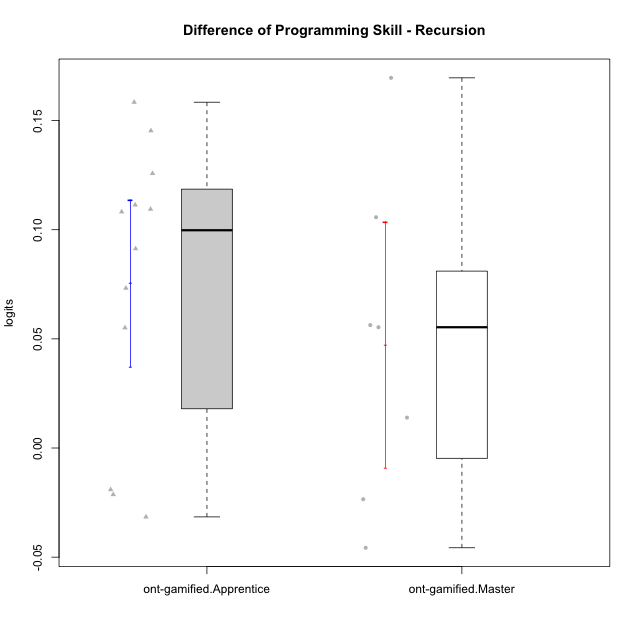 Difference of Programming Skill - Recursion
logits
0.15
0.10
0.05
0.00
-0.05
ont-gamified.Apprentice
ont-gamified.Master